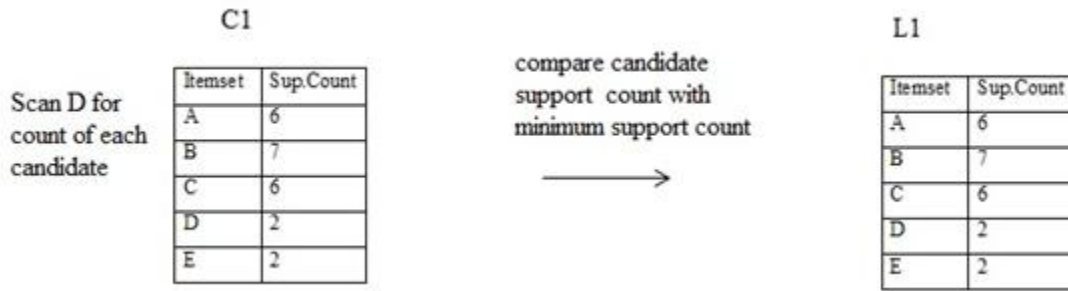 C1
Scan D for
count of each
candidate
Itemset Sup.Count
A 6
B 7
C 6
D 2
E 2
compare candidate
support count with
minimum support count
L1
Itemset Sup.Count
A 6
B 7
C 6
D 2
E 2